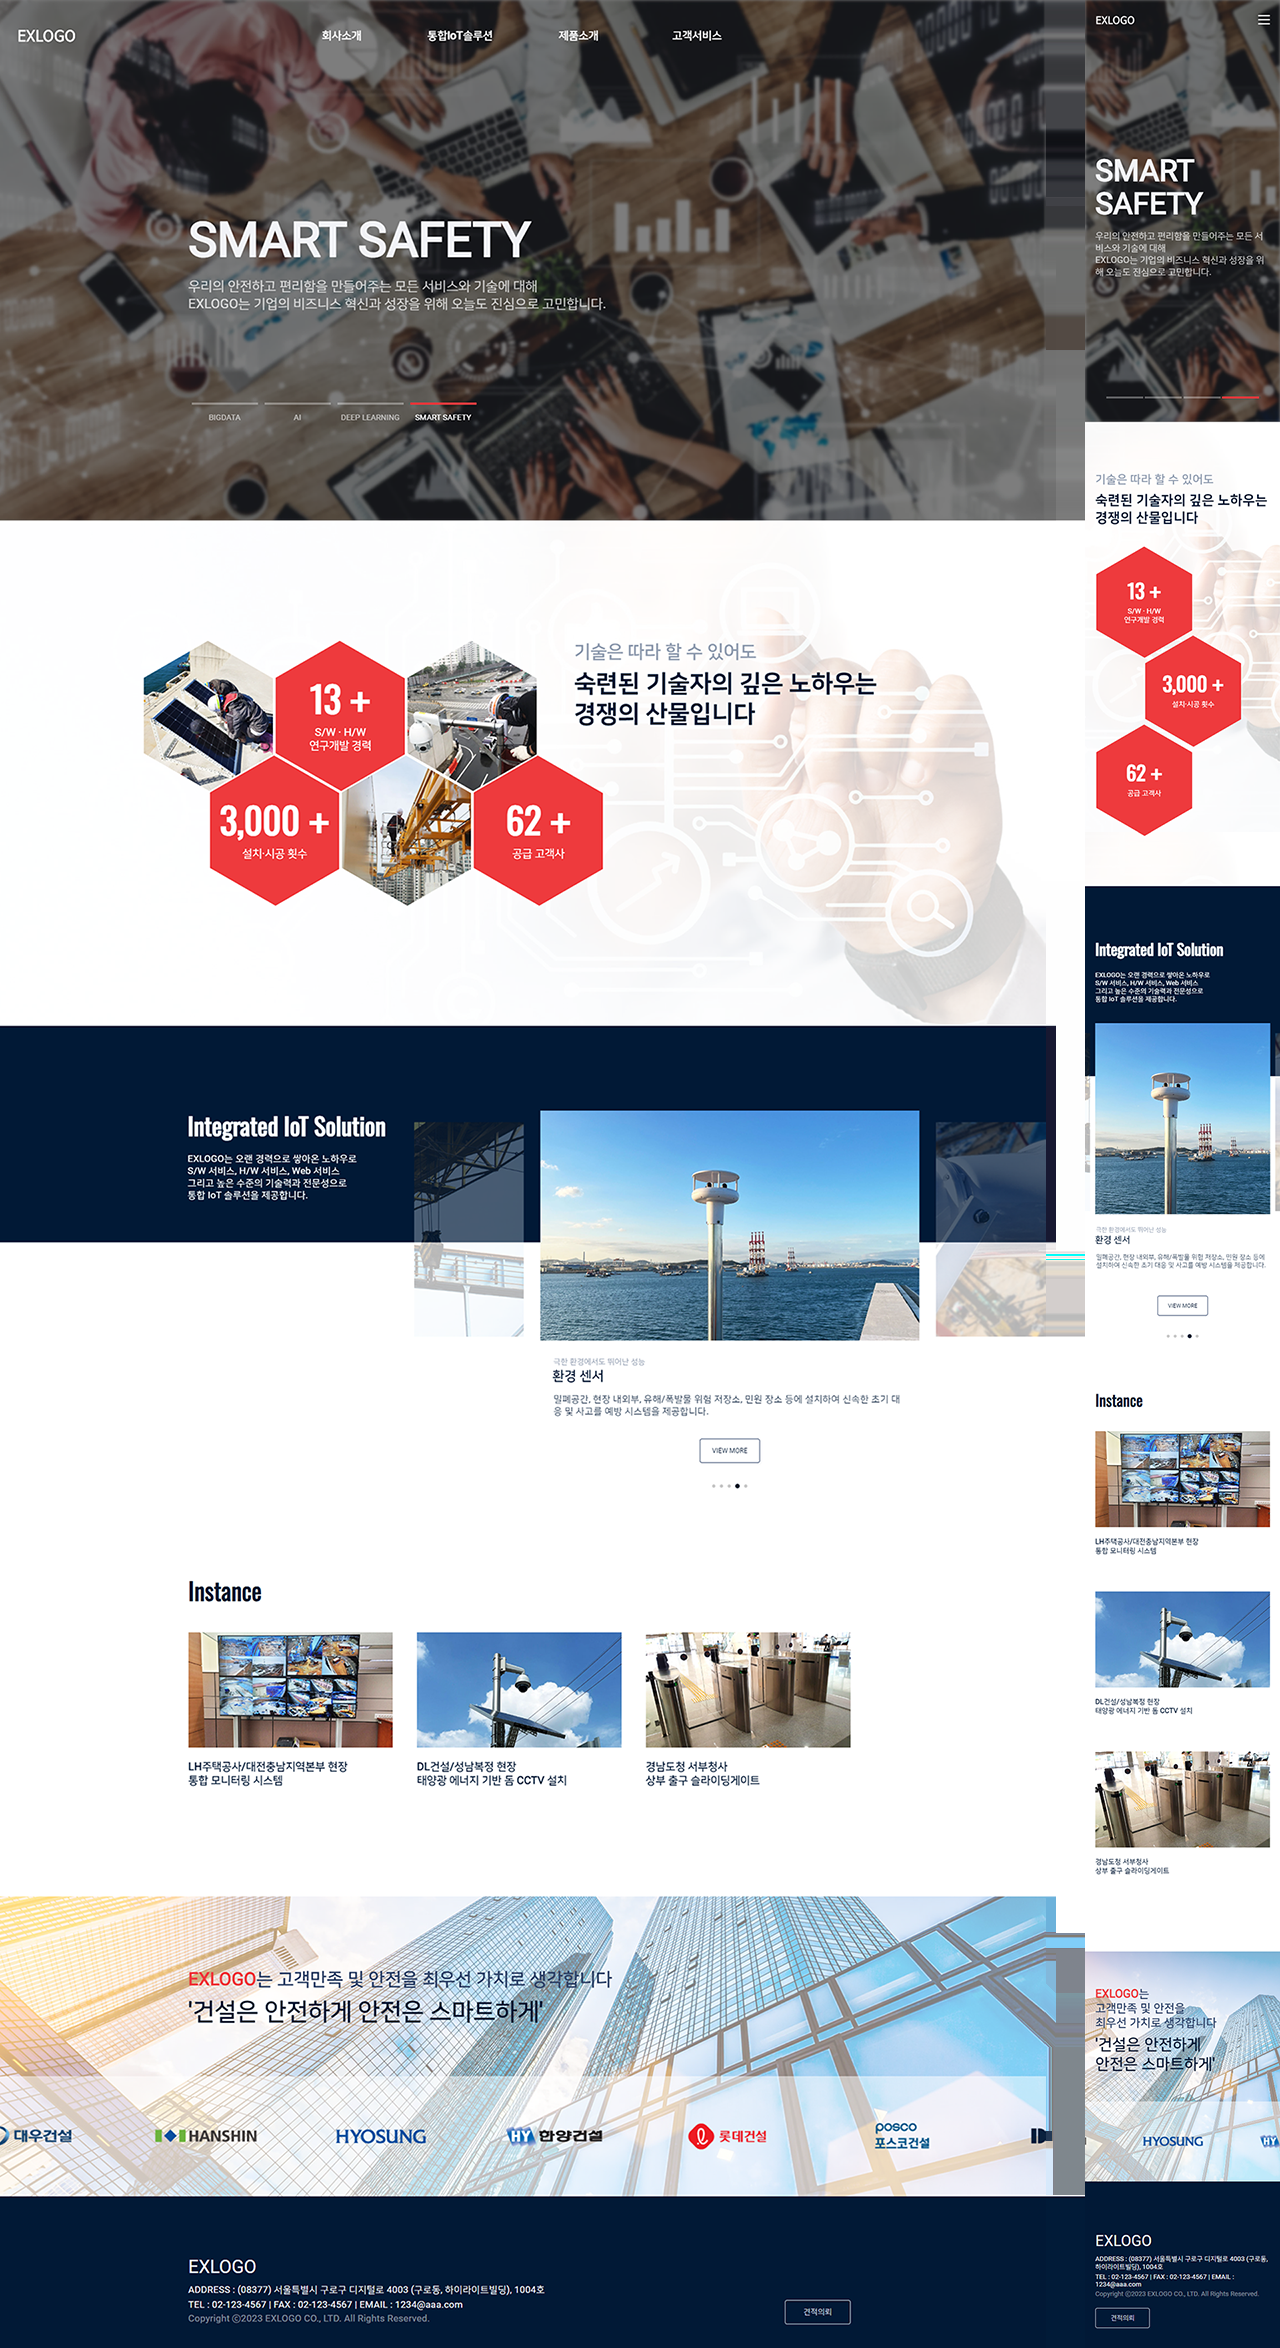 EXLOGO
회사소개
통합IoT솔루션
제품소개
고객서비스
SMART SAFETY
우리의 안전하고 편리함을 만들어주는 모든 서비스와 기술에 대해
EXLOGO는 기업의 비즈니스 혁신과 성장을 위해 오늘도 진심으로 고민합니다.
BIGDATA
AI
DEEP LEARNING
SMART SAFETY
기술은 따라 할 수 있어도
숙련된 기술자의 깊은 노하우는
경쟁의 산물입니다
13 +
S/W · H/W
연구개발 경력
3,000 +
설치·시공 횟수
62 +
공급 고객사
Integrated IoT Solution
EXLOGO는 오랜 경력으로 쌓아온 노하우로
S/W 서비스, H/W 서비스, Web 서비스
그리고 높은 수준의 기술력과 전문성으로
통합 IoT 솔루션을 제공합니다.
극한 환경에서도 뛰어난 성능
환경 센서
밀폐공간, 현장 내외부, 유해/폭발물 위험 저장소, 민원 장소 등에 설치하여 신속한 초기 대
응 및 사고를 예방 시스템을 제공합니다.
VIEW MORE
Instance
LH주택공사/대전충남지역본부 현장
통합 모니터링 시스템
DL건설/성남복정 현장
태양광 에너지 기반 돔 CCTV 설치
경남도청 서부청사
상부 출구 슬라이딩게이트
EXLOGO는 고객만족 및 안전을 최우선 가치로 생각합니다
'건설은 안전하게 안전은 스마트하게'
대우건설
HANSHIN
HYOSUNG
HY 한양건설
롯데건설
posco
포스코건설
EXLOGO
ADDRESS : (08377) 서울특별시 구로구 디지털로 4003 (구로동, 하이라이트빌딩), 1004호
TEL : 02-123-4567 | FAX : 02-123-4567 | EMAIL : 1234@aaa.com
Copyright ⓒ2023 EXLOGO CO., LTD. All Rights Reserved.
견적의뢰
EXLOGO
SMART
SAFETY
우리의 안전하고 편리함을 만들어주는 모든 서
비스와 기술에 대해
EXLOGO는 기업의 비즈니스 혁신과 성장을 위
해 오늘도 진심으로 고민합니다.
기술은 따라 할 수 있어도
숙련된 기술자의 깊은 노하우는
경쟁의 산물입니다
13 +
S/W · H/W
연구개발 경력
3,000 +
설치·시공 횟수
62 +
공급 고객사
Integrated IoT Solution
EXLOGO는 오랜 경력으로 쌓아온 노하우로
S/W 서비스, H/W 서비스, Web 서비스
그리고 높은 수준의 기술력과 전문성으로
통합 IoT 솔루션을 제공합니다.
극한 환경에서도 뛰어난 성능
환경 센서
밀폐공간, 현장 내외부, 유해/폭발물 위험 저장소, 민원 장소 등에
설치하여 신속한 초기 대응 및 사고를 예방 시스템을 제공합니다.
VIEW MORE
Instance
LH주택공사/대전충남지역본부 현장
통합 모니터링 시스템
DL건설/성남복정 현장
태양광 에너지 기반 돔 CCTV 설치
경남도청 서부청사
상부 출구 슬라이딩게이트
EXLOGO는
고객만족 및 안전을
최우선 가치로 생각합니다
'건설은 안전하게
안전은 스마트하게'
HYOSUNG
HY
EXLOGO
ADDRESS : (08377) 서울특별시 구로구 디지털로 4003 (구로동,
하이라이트빌딩), 1004호
TEL : 02-123-4567 | FAX : 02-123-4567 | EMAIL :
1234@aaa.com
Copyright ⓒ2023 EXLOGO CO., LTD. All Rights Reserved.
견적의뢰